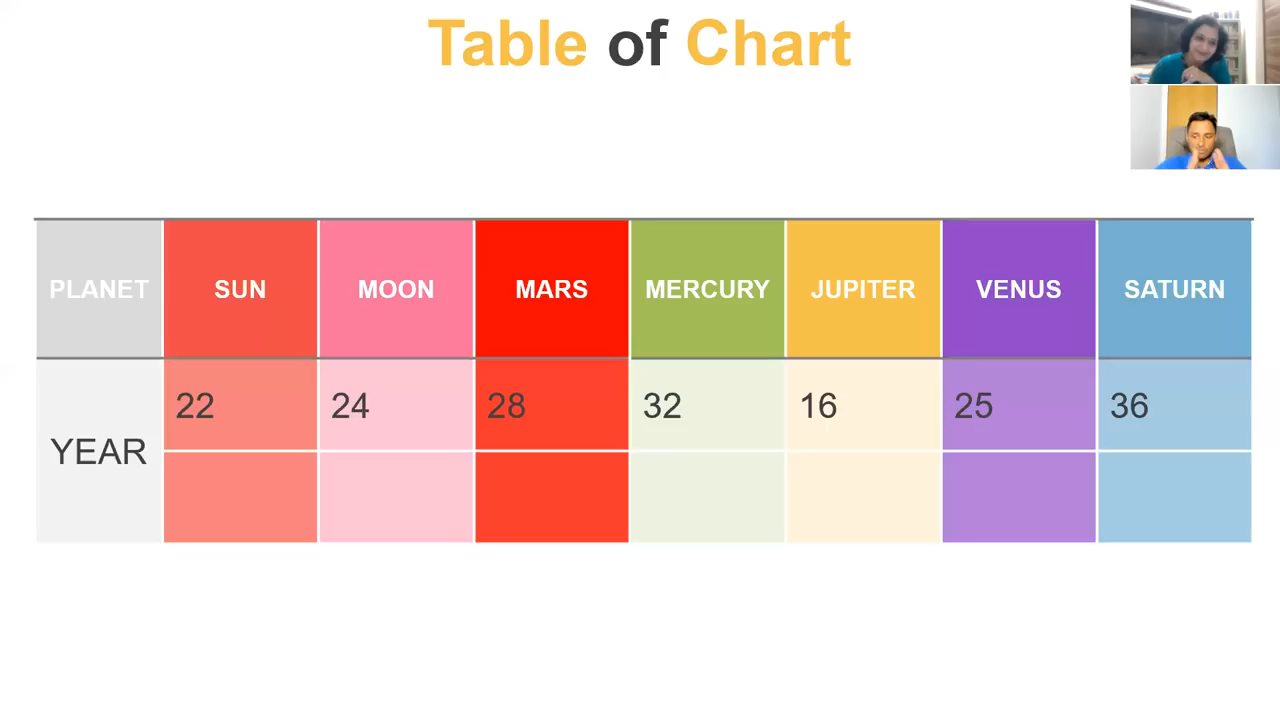 Table of Chart
PLANET SUN MOON MARS MERCURY JUPITER VENUS SATURN
22 24 28 32 16 25 36
YEAR